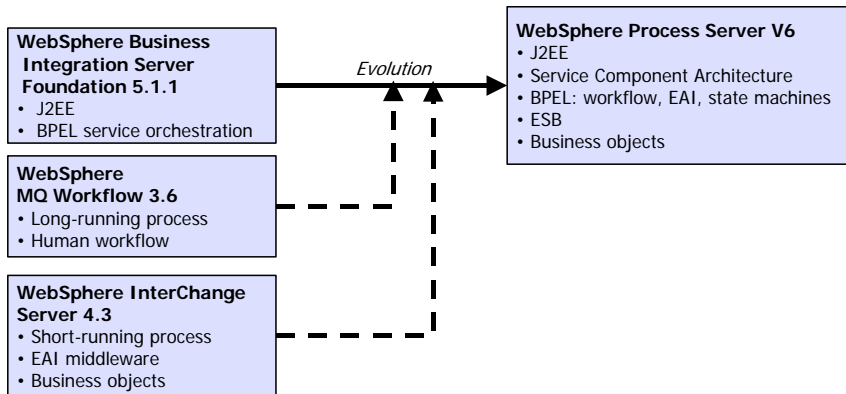 WebSphere Business
Integration Server
Foundation 5.1.1
• J2EE
• BPEL service orchestration
Evolution
WebSphere Process Server V6
• J2EE
• Service Component Architecture
• BPEL: workflow, EAI, state machines
• ESB
• Business objects
WebSphere
MQ Workflow 3.6
• Long-running process
• Human workflow
WebSphere InterChange
Server 4.3
• Short-running process
• EAI middleware
• Business objects